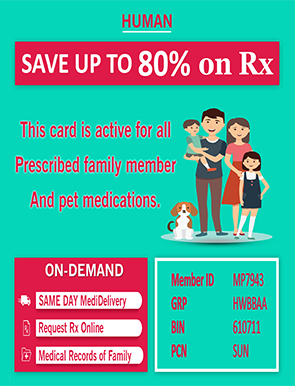 HUMAN
SAVE UP TO 80% on Rx
This card is active for all
Prescribed family member
And pet medications.
ON-DEMAND
SAME DAY MediDelivery
Request Rx Online
Medical Records of Family
Member ID MP7943
GRP HWBBAA
BIN 610711
PCN SUN